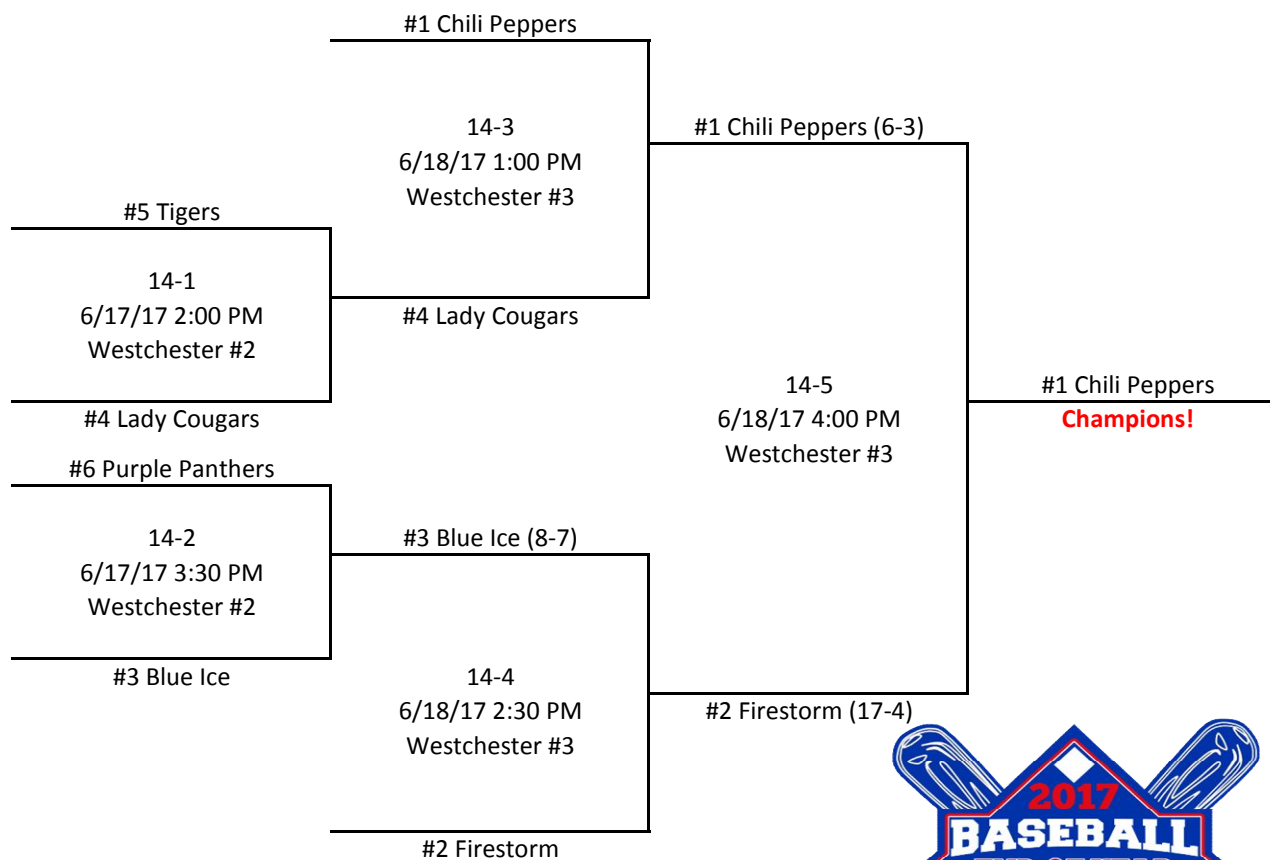 #1 Chili Peppers
14-3
6/18/17 1:00 PM
Westchester #3
#1 Chili Peppers (6-3)
#5 Tigers
14-1
6/17/17 2:00 PM
Westchester #2
#4 Lady Cougars
#4 Lady Cougars
14-5
6/18/17 4:00 PM
Westchester #3
#1 Chili Peppers
Champions!
#6 Purple Panthers
14-2
6/17/17 3:30 PM
Westchester #2
#3 Blue Ice (8-7)
#3 Blue Ice
14-4
6/18/17 2:30 PM
Westchester #3
#2 Firestorm (17-4)
#2 Firestorm
2017
BASEBALL